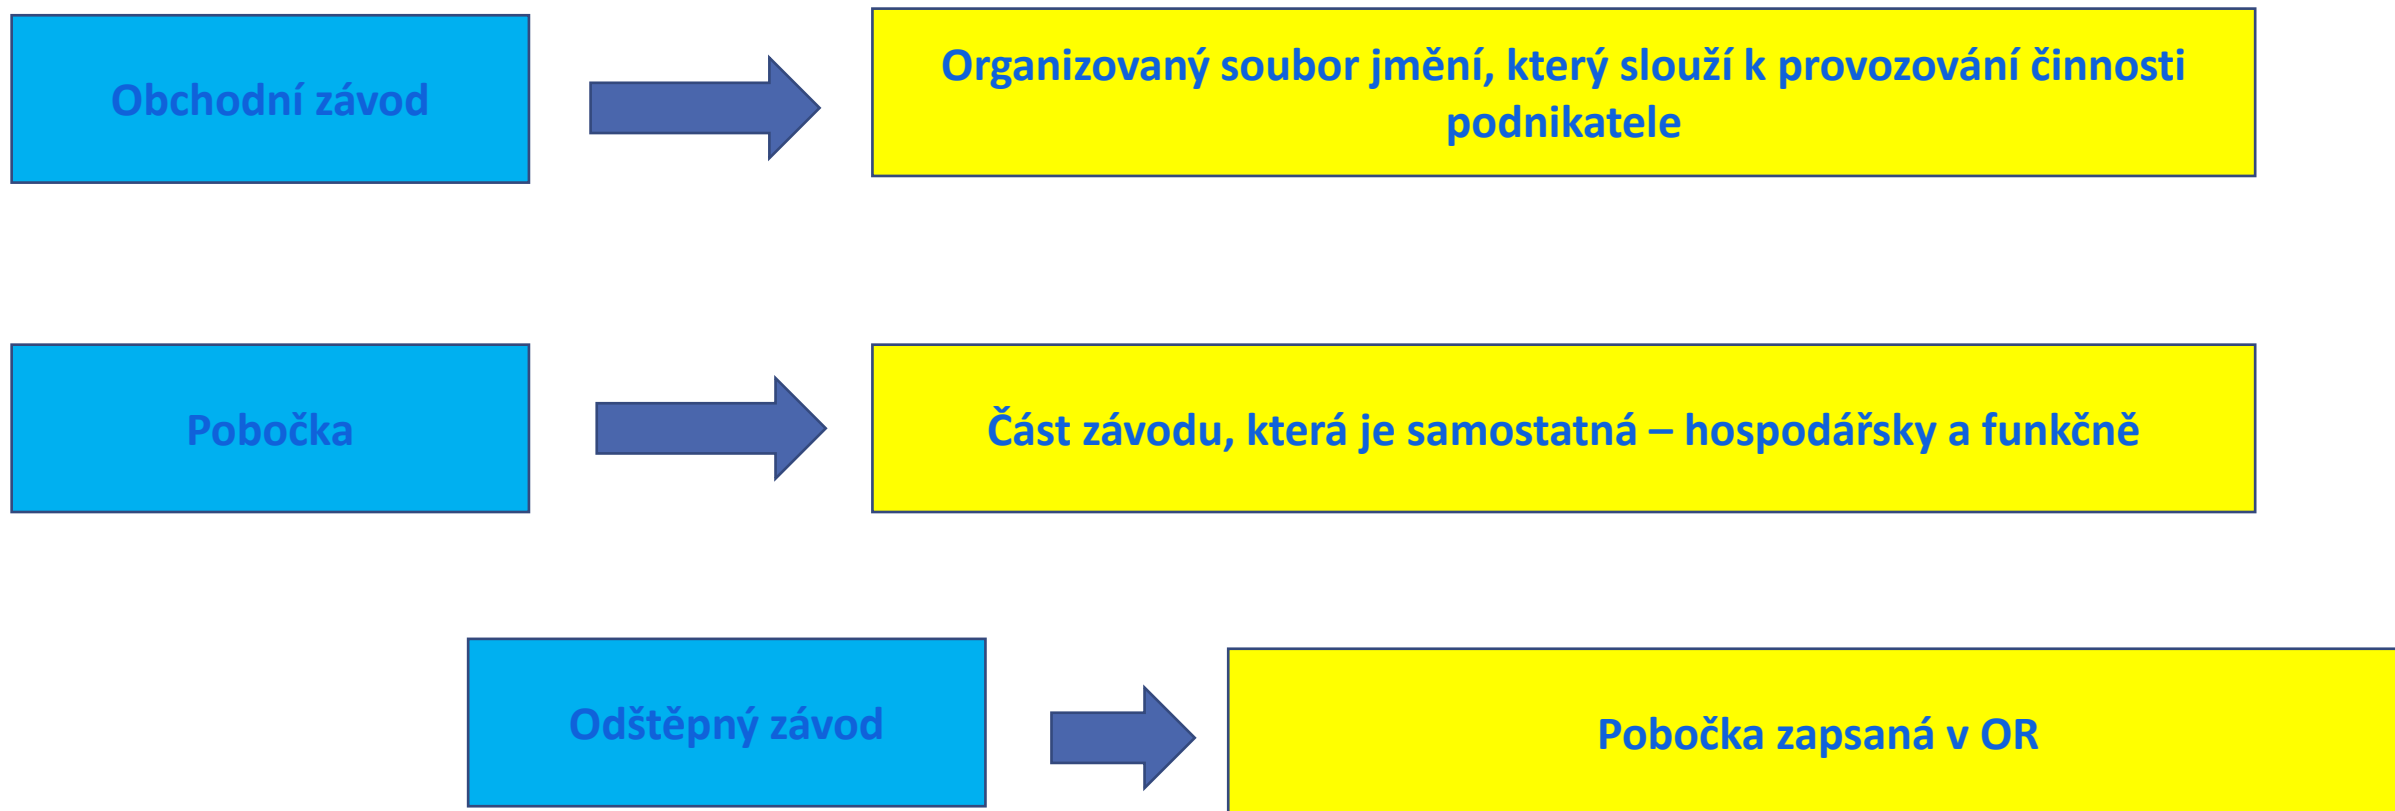 Obchodní závod
Organizovaný soubor jmění, který slouží k provozování činnosti
podnikatele
Pobočka
Část závodu, která je samostatná – hospodářsky a funkčně
Odštěpný závod
Pobočka zapsaná v OR